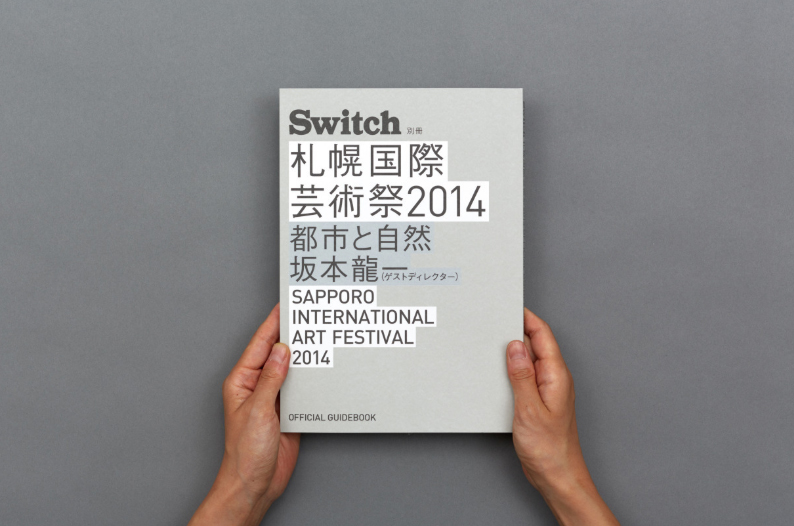 Switch 別冊
札幌国際
芸術祭2014
都市と自然
坂本龍一(ゲストディレクター)
SAPPORO
INTERNATIONAL
ART FESTIVAL
2014
OFFICIAL GUIDEBOOK